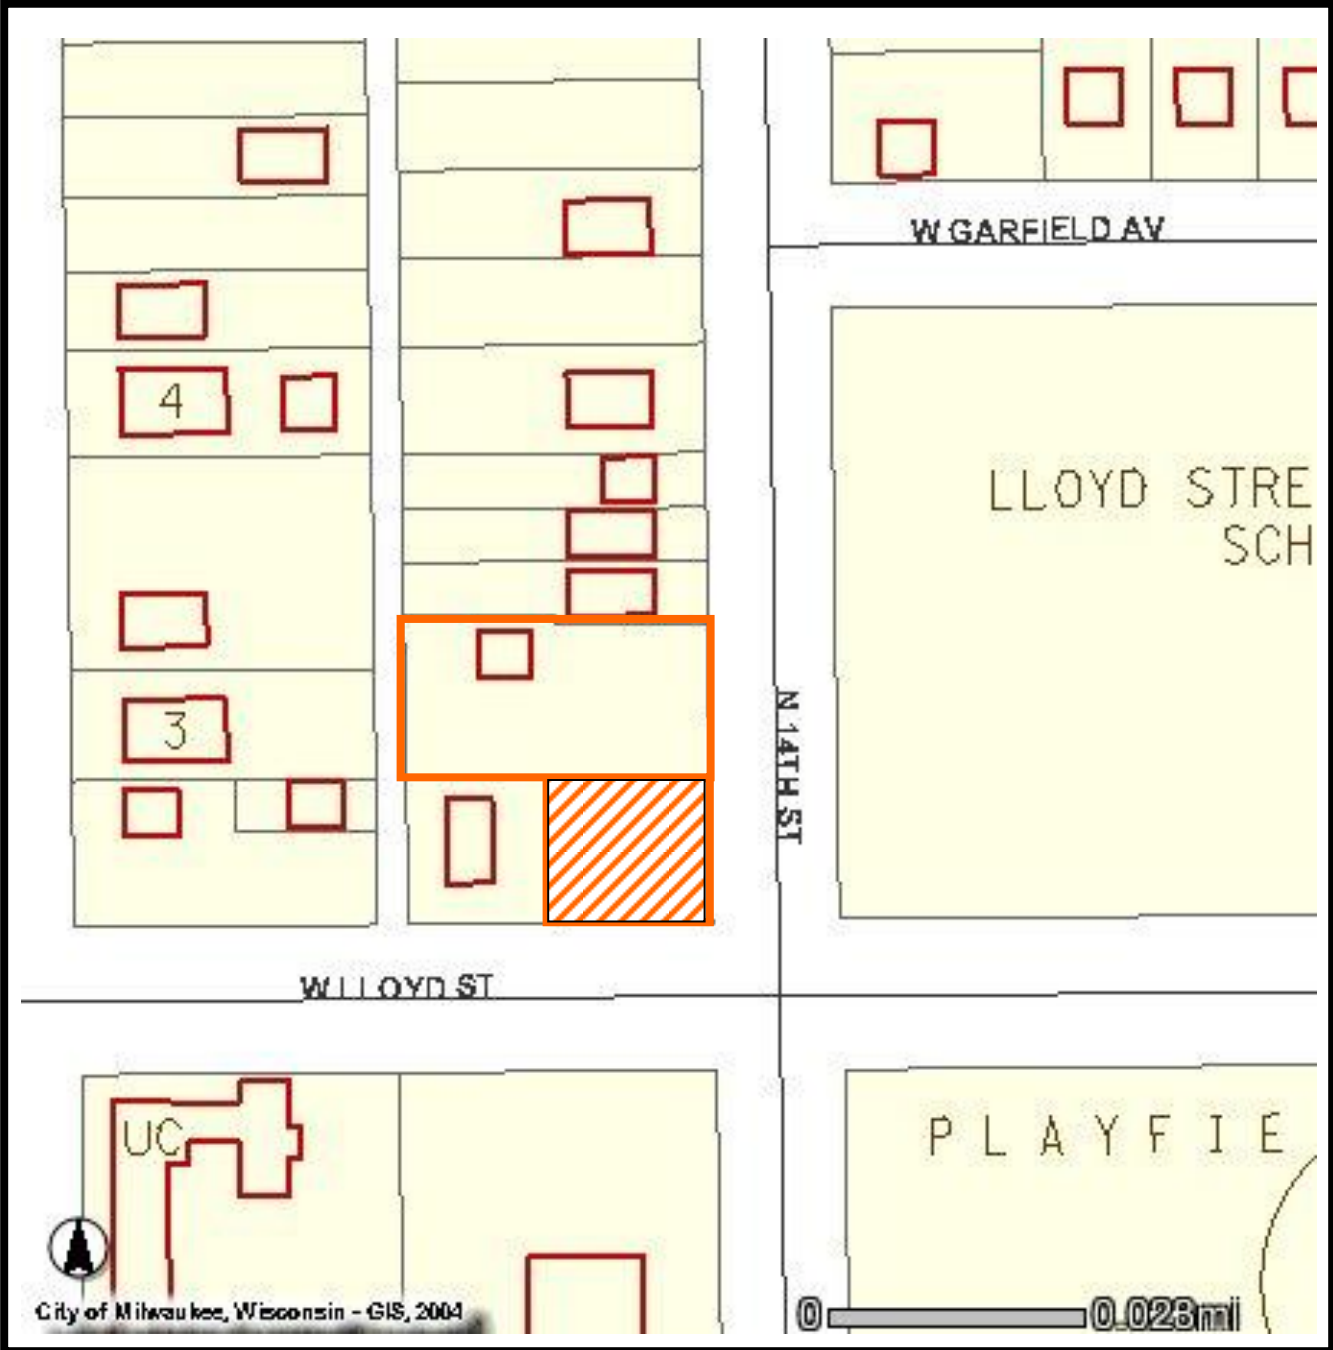 W GARFIELD AV
4
LLOYD STRE
SCH
N 14TH ST
3
W LLOYD ST
UC
PLAYFIE
City of Milwaukee, Wisconsin - GIS, 2004
0 0.028mi